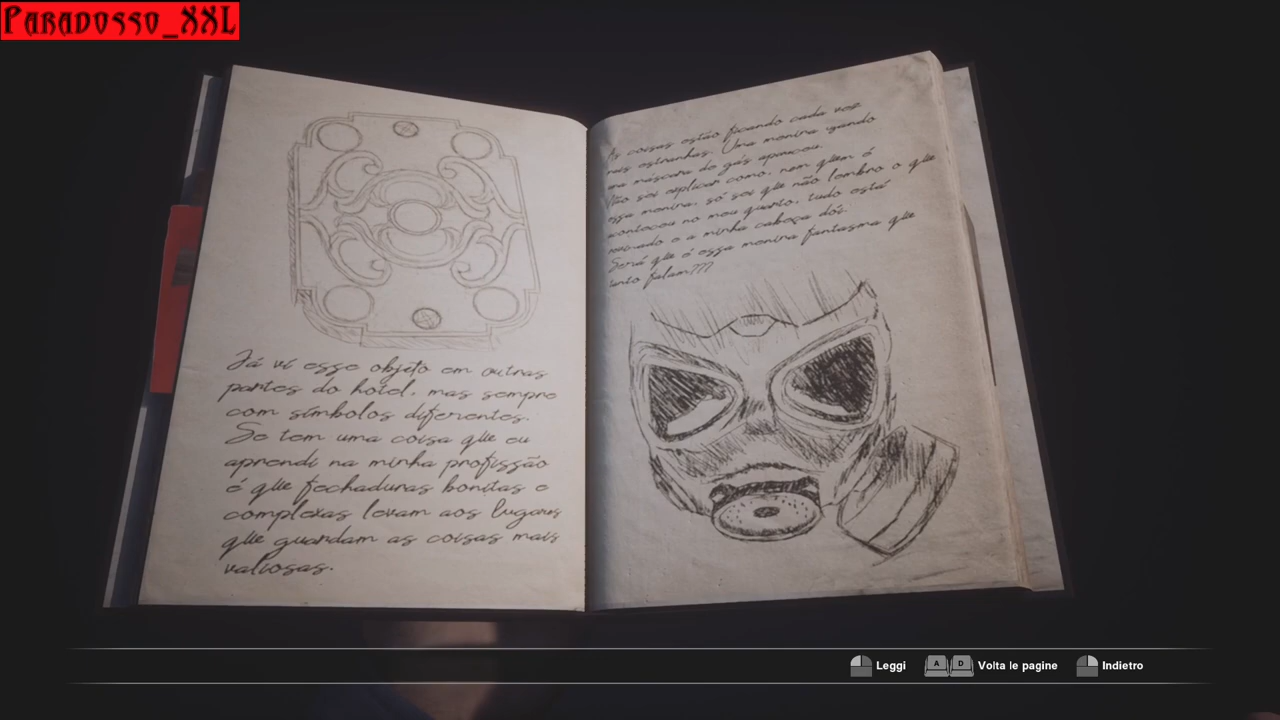 Paradosso_XXL
Já vi esse objeto em outras
partes do hotel, mas sempre
com símbolos diferentes.
Se tem uma coisa que eu
aprendi na minha profissão
é que fechaduras bonitas e
complexas levam aos lugares
que guardam as coisas mais
valiosas.
As coisas estão ficando cada vez
mais estranhas. Uma menina usando
uma máscara de gás apareceu.
Não sei explicar como, nem quem é
essa menina, só sei que não lembro o que
aconteceu no meu quarto, tudo está
revirado e a minha cabeça dói.
Será que é essa menina fantasma que
tanto falam???
Leggi
A D Volta le pagine
Indietro